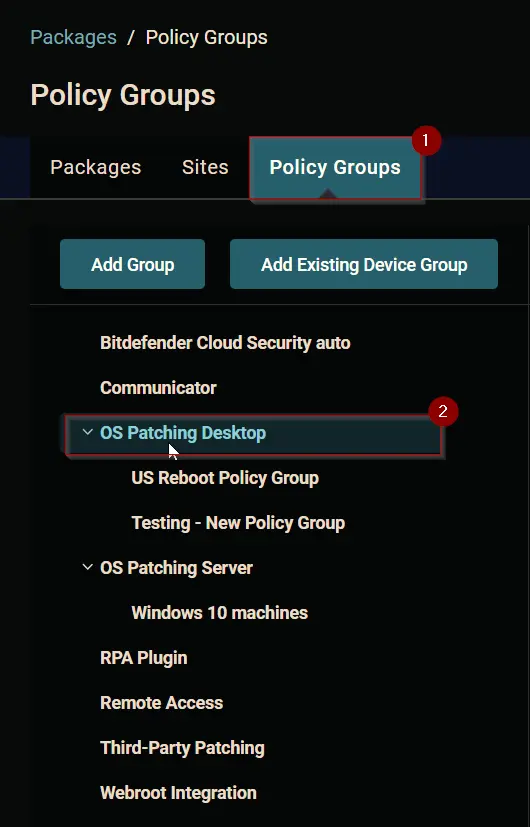 Packages / Policy Groups
Policy Groups
Packages Sites Policy Groups 1
Add Group Add Existing Device Group
Bitdefender Cloud Security auto
Communicator
2
OS Patching Desktop
US Reboot Policy Group
Testing - New Policy Group
OS Patching Server
Windows 10 machines
RPA Plugin
Remote Access
Third-Party Patching
Webroot Integration